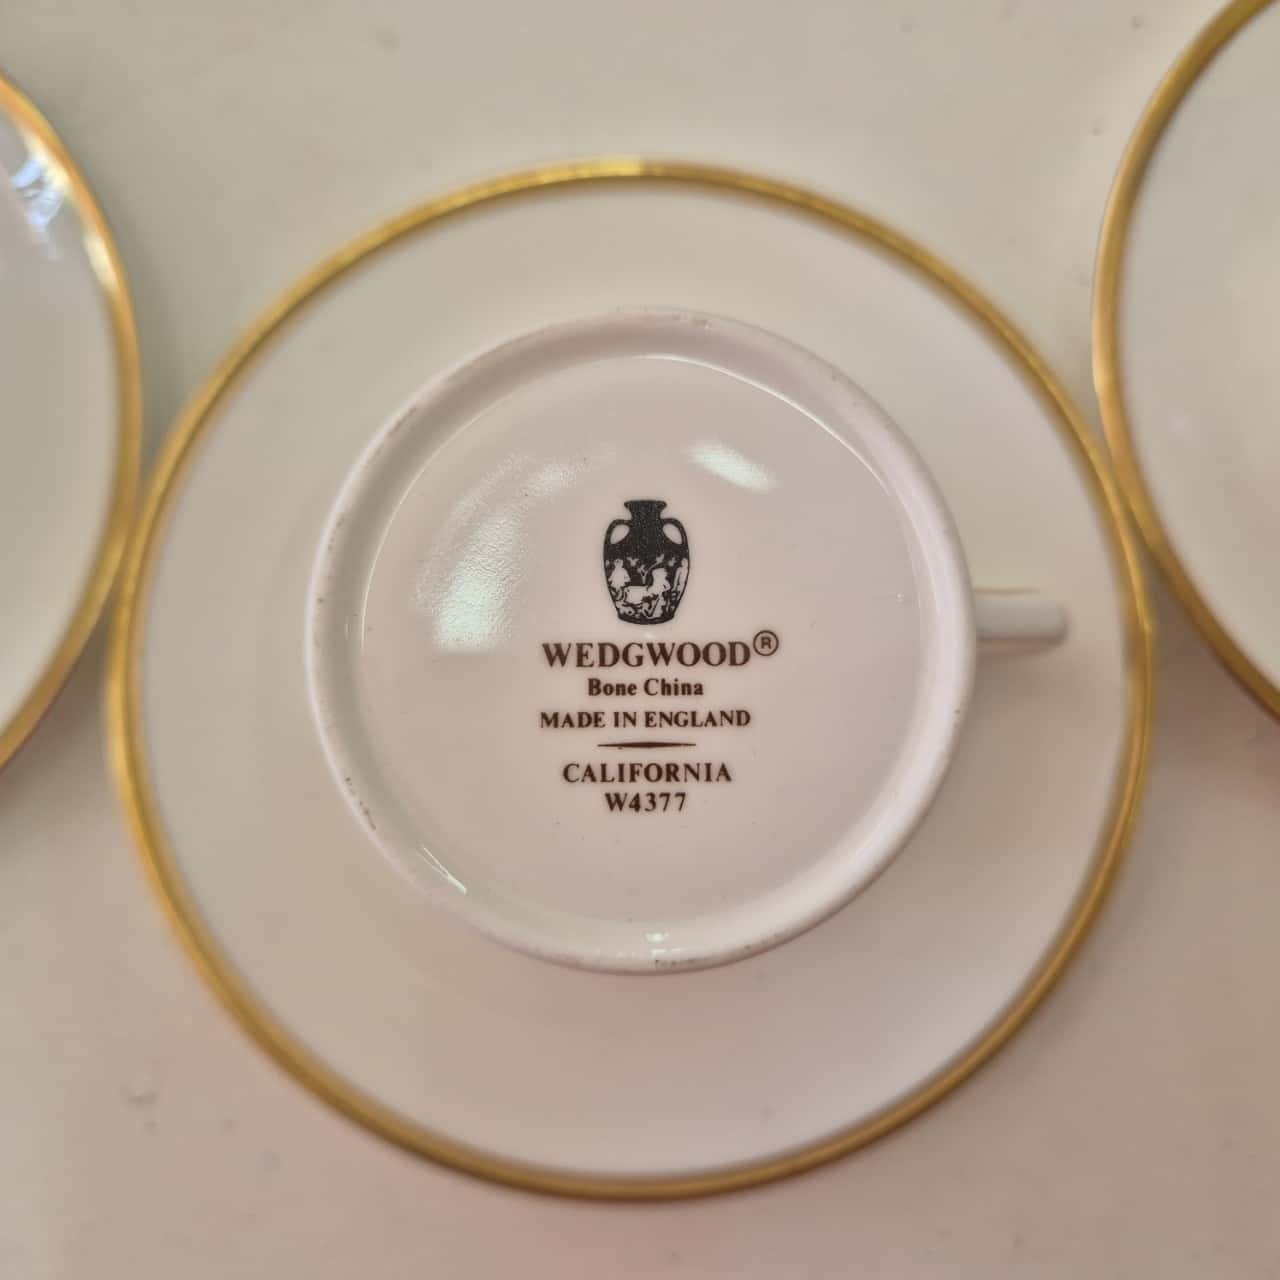 WEDGWOOD®
Bone China
MADE IN ENGLAND
CALIFORNIA
W4377